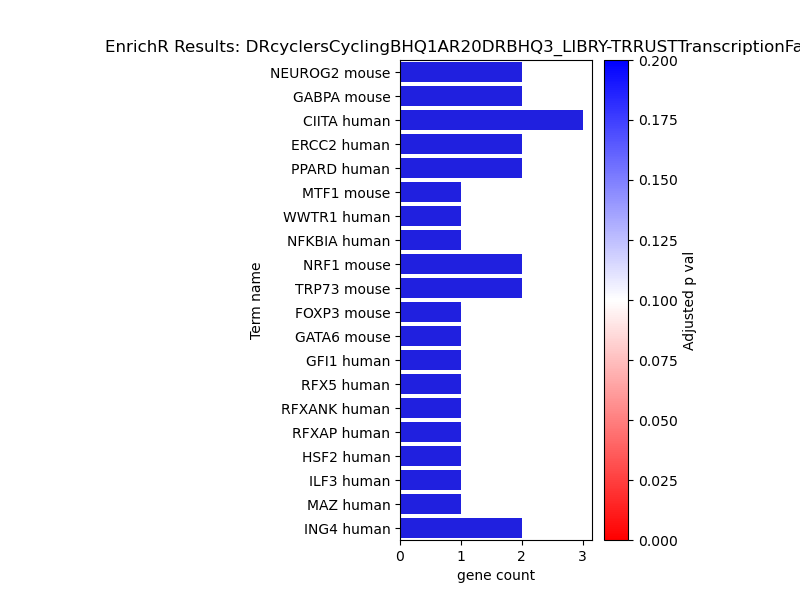 EnrichR Results: DRcyclersCyclingBHQ1AR20DRBHQ3_LIBRY-TRRUSTTranscriptionFa
NEUROG2 mouse
GABPA mouse
CIITA human
ERCC2 human
PPARD human
MTF1 mouse
WWTR1 human
NFKBIA human
NRF1 mouse
TRP73 mouse
FOXP3 mouse
GATA6 mouse
GFI1 human
RFX5 human
RFXANK human
RFXAP human
HSF2 human
ILF3 human
MAZ human
ING4 human
Term name
0 1 2 3
gene count
0.200
0.175
0.150
0.125
0.100
0.075
0.050
0.025
0.000
Adjusted p val